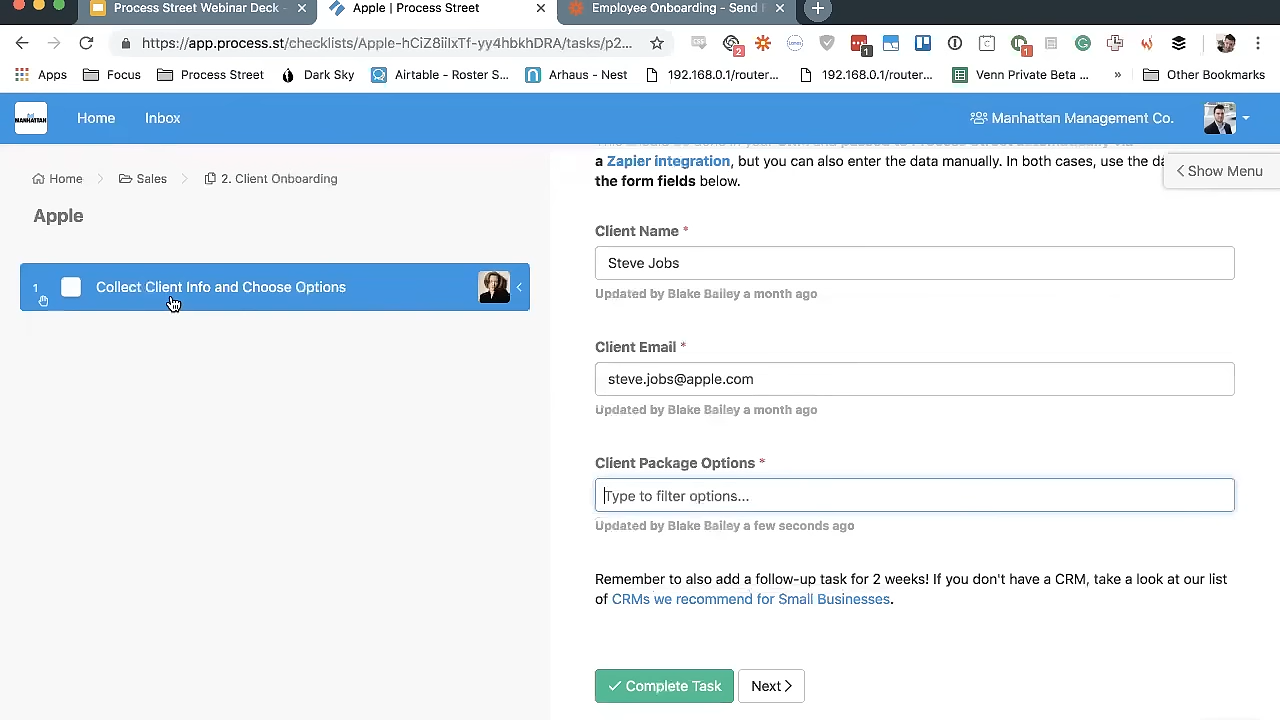 Process Street Webinar Deck -
Apple | Process Street
Employee Onboarding - Send
https://app.process.st/checklists/Apple-hCiZ8iilxTf-yy4hbkhDRA/tasks/p2...
Apps
Focus
Process Street
Dark Sky
Airtable - Roster S...
Arhaus - Nest
192.168.0.1/router...
192.168.0.1/router...
Venn Private Beta ...
»
Other Bookmarks
MANHATTAN
Home
Inbox
Manhattan Management Co.
Home
Sales
2. Client Onboarding
Apple
1
Collect Client Info and Choose Options
a Zapier integration, but you can also enter the data manually. In both cases, use the da
the form fields below.
Show Menu
Client Name *
Steve Jobs
Updated by Blake Bailey a month ago
Client Email *
steve.jobs@apple.com
Updated by Blake Bailey a month ago
Client Package Options *
Type to filter options...
Updated by Blake Bailey a few seconds ago
Remember to also add a follow-up task for 2 weeks! If you don't have a CRM, take a look at our list
of CRMs we recommend for Small Businesses.
Complete Task
Next